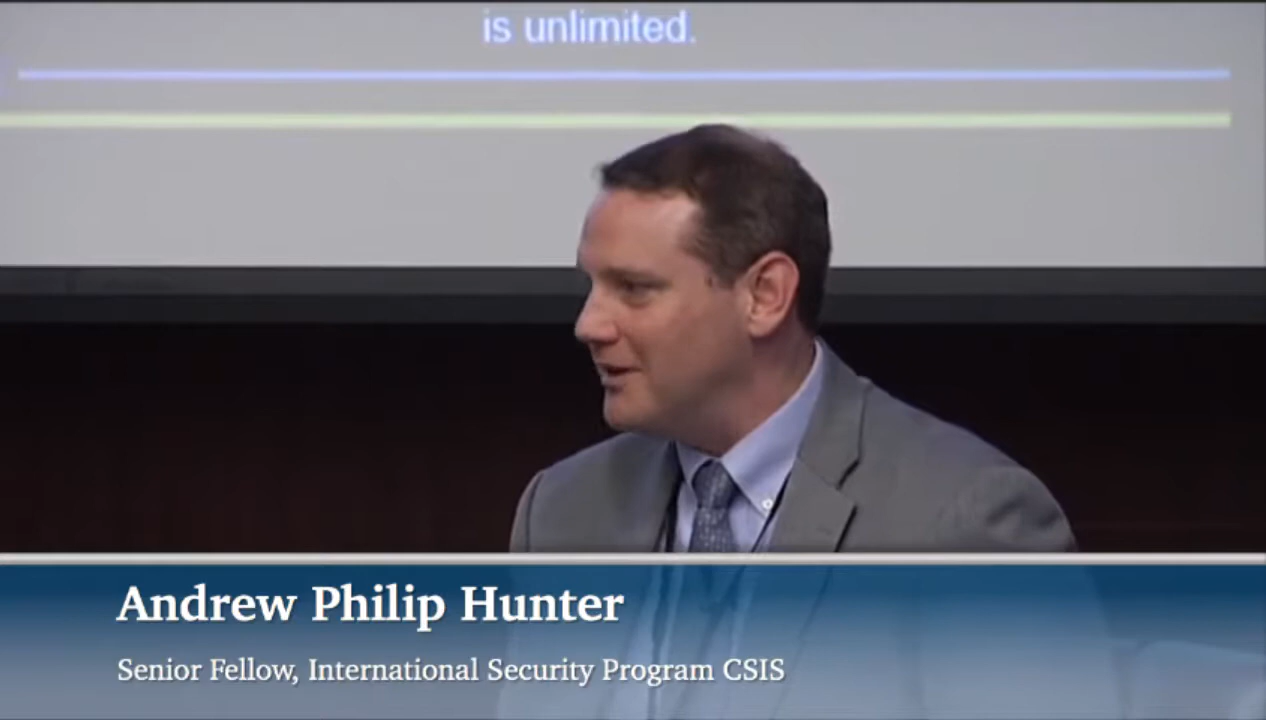 is unlimited.
Andrew Philip Hunter
Senior Fellow, International Security Program CSIS